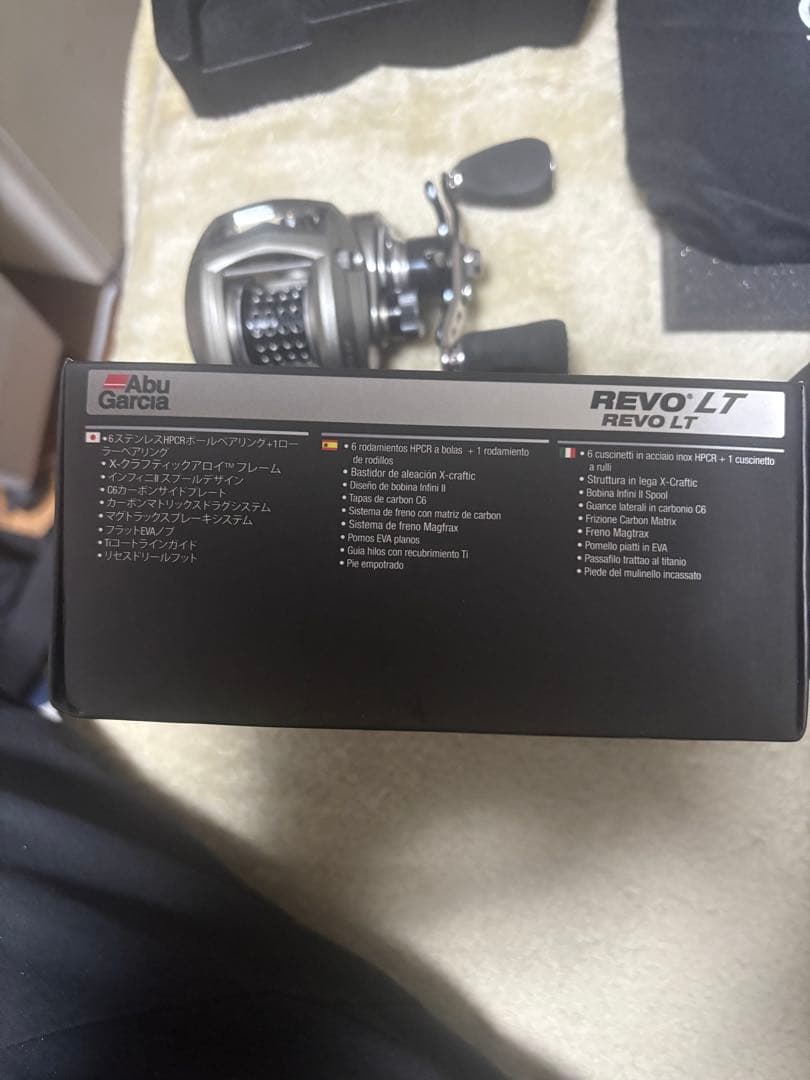 Abu
Garcia
REVO® LT
REVO LT
•6ステンレスHPCRボールベアリング+1ロー
ラーベアリング
•X-クラフティックアロイ™フレーム
•インフィニII スプールデザイン
•C6カーボンサイドプレート
•カーボンマトリックスドラグシステム
•マグトラックスブレーキシステム
•フラットEVAノブ
•Tiコートラインガイド
•リセスドリールフット
• 6 rodamientos HPCR a bolas + 1 rodamiento
de rodillos
• Bastidor de aleación X-craftic
• Diseño de bobina Infini II
• Tapas de carbon C6
• Sistema de freno con matriz de carbon
• Sistema de freno Magfrax
• Pomos EVA planos
• Guia hilos con recubrimiento Ti
• Pie empotrado
• 6 cuscinetti in acciaio inox HPCR + 1 cuscinetto
a rulli
• Struttura in lega X-Craftic
• Bobina Infini II Spool
• Guance laterali in carbonio C6
• Frizione Carbon Matrix
• Freno Magtrax
• Pomello piatti in EVA
• Passafilo trattao al titanio
• Piede del mulinello incassato